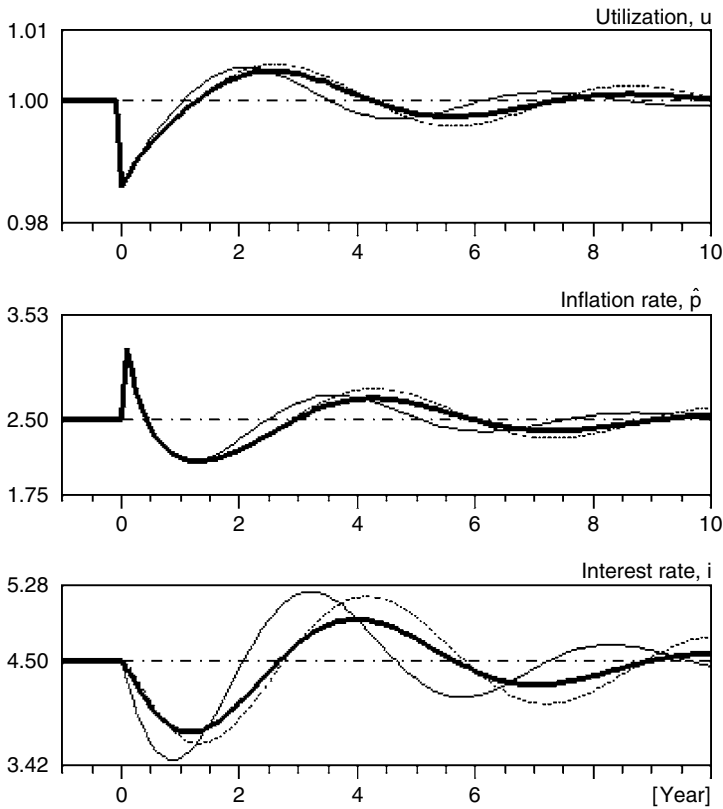 Utilization, u
1.01
1.00
0.98
0 2 4 6 8 10
Inflation rate, p̂
3.53
2.50
1.75
0 2 4 6 8 10
Interest rate, i
5.28
4.50
3.42
0 2 4 6 8 [Year]